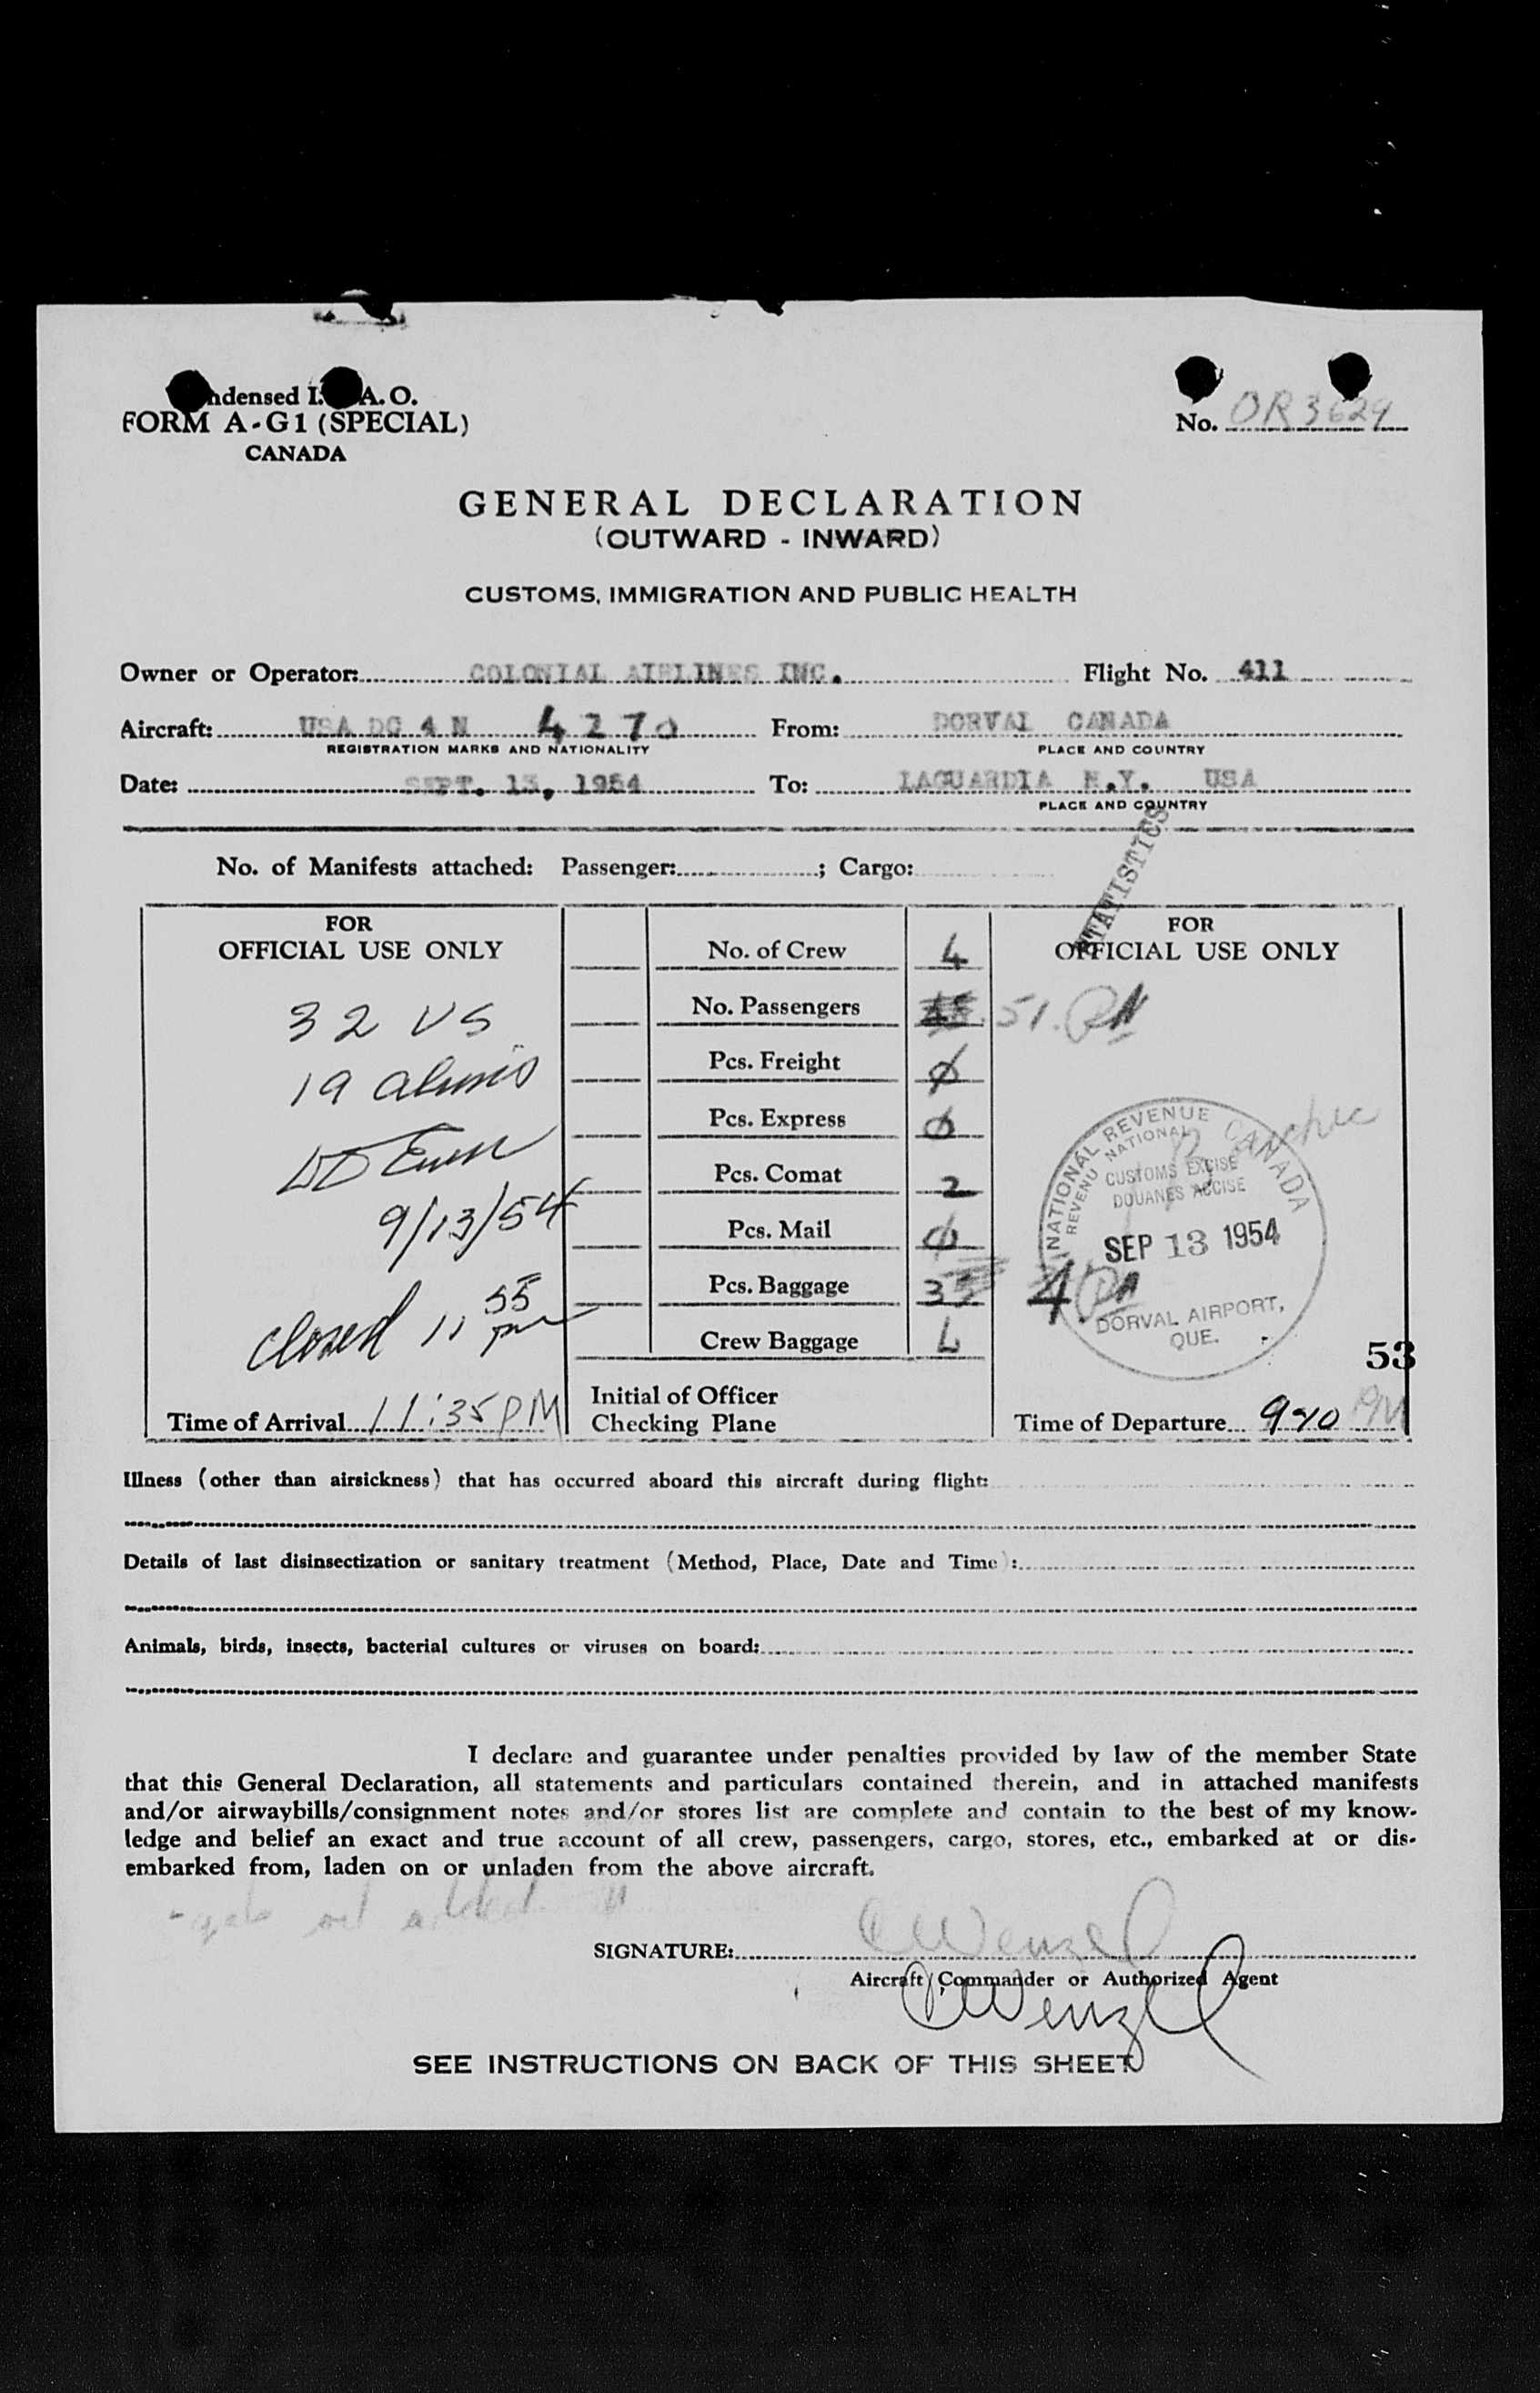 ndensed I. A.O.
FORM A-G1 (SPECIAL)
CANADA
No. OR3629
GENERAL DECLARATION
(OUTWARD - INWARD)
CUSTOMS, IMMIGRATION AND PUBLIC HEALTH
Owner or Operator: COLONIAL AIRLINES INC. Flight No. 411
Aircraft: USA DC 4 N 4270 From: DORVAL CANADA
REGISTRATION MARKS AND NATIONALITY PLACE AND COUNTRY
Date: SEPT. 13, 1954 To: LAGUARDIA N.Y. USA
PLACE AND COUNTRY
STATISTICS
No. of Manifests attached: Passenger: ; Cargo:
FOR
OFFICIAL USE ONLY
32 US
19 aliens
9/13/54
closed 11 55 pm
Time of Arrival 11:35 PM
No. of Crew 4
No. Passengers 51.
Pcs. Freight ø
Pcs. Express ø
Pcs. Comat 2
Pcs. Mail ø
Pcs. Baggage
Crew Baggage
Initial of Officer
Checking Plane
FOR
OFFICIAL USE ONLY
NATIONAL REVENUE CANADA
REVENU NATIONAL
CUSTOMS EXCISE
DOUANES ACCISE
SEP 13 1954
DORVAL AIRPORT,
QUE.
53
Time of Departure 940 PM
Illness (other than airsickness) that has occurred aboard this aircraft during flight:
Details of last disinsectization or sanitary treatment (Method, Place, Date and Time):
Animals, birds, insects, bacterial cultures or viruses on board:
I declare and guarantee under penalties provided by law of the member State
that this General Declaration, all statements and particulars contained therein, and in attached manifests
and/or airwaybills/consignment notes and/or stores list are complete and contain to the best of my know-
ledge and belief an exact and true account of all crew, passengers, cargo, stores, etc., embarked at or dis-
embarked from, laden on or unladen from the above aircraft.
SIGNATURE: Wenzel
Aircraft Commander or Authorized Agent
Wenzel
SEE INSTRUCTIONS ON BACK OF THIS SHEET